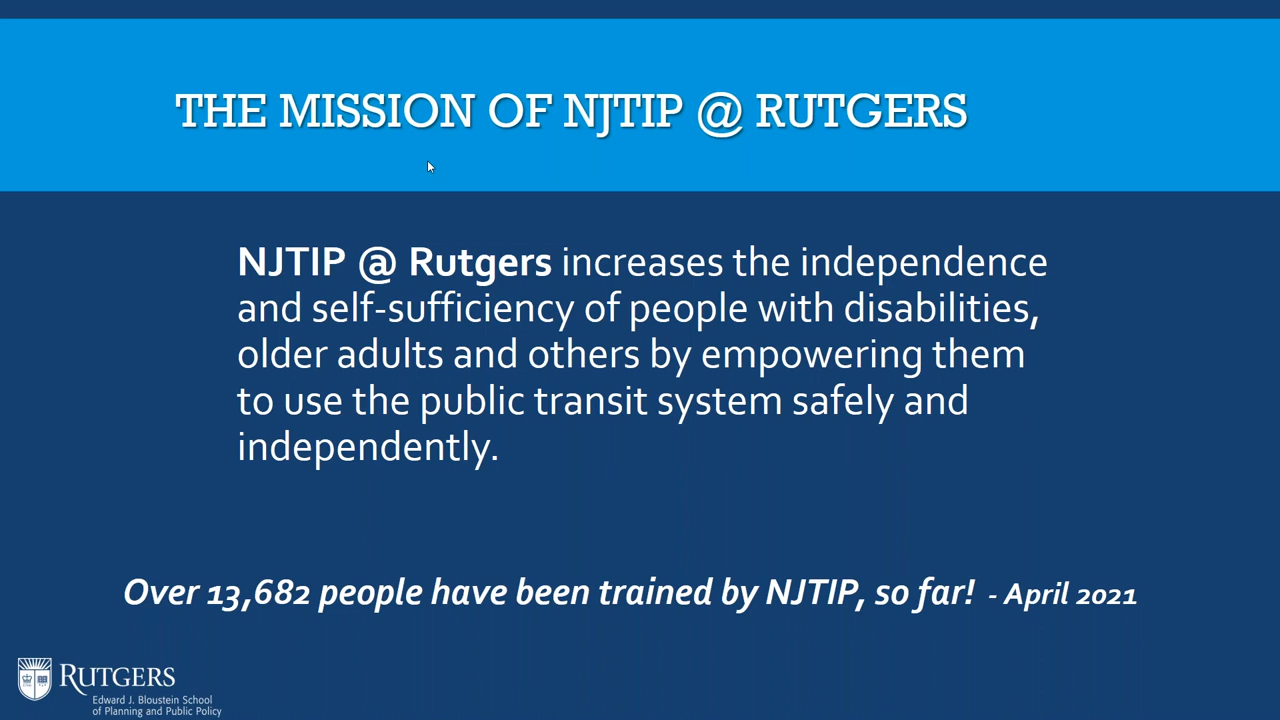 THE MISSION OF NJTIP @ RUTGERS
NJTIP @ Rutgers increases the independence
and self-sufficiency of people with disabilities,
older adults and others by empowering them
to use the public transit system safely and
independently.
Over 13,682 people have been trained by NJTIP, so far! - April 2021
RUTGERS
Edward J. Bloustein School
of Planning and Public Policy